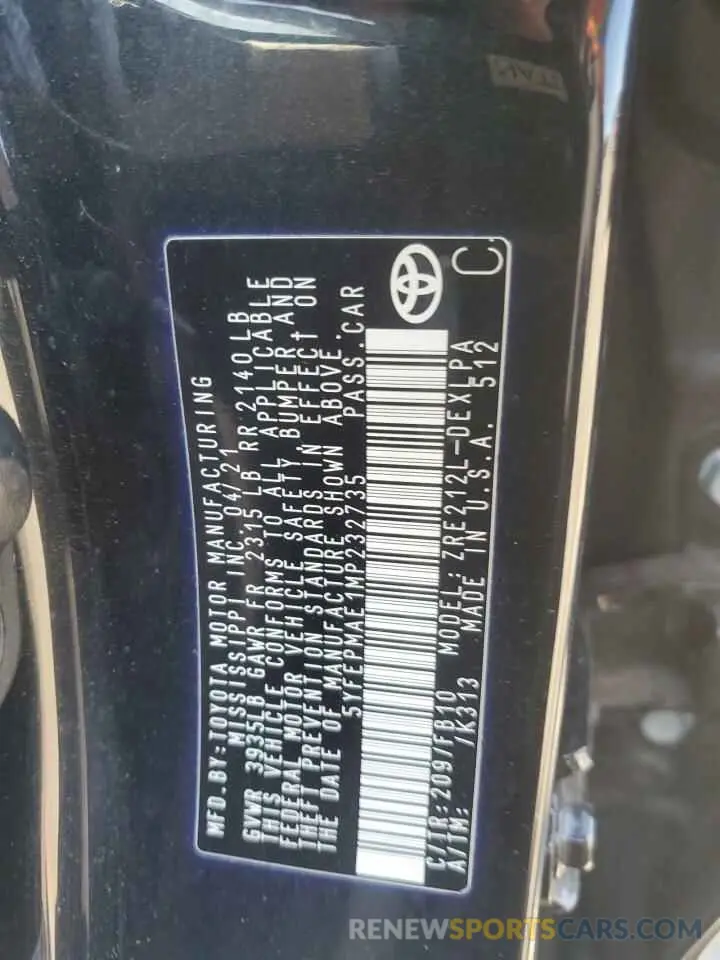 MFD.BY:TOYOTA MOTOR MANUFACTURING
MISSISSIPPI INC. 04/21
GVWR 3935LB GAWR FR 2315 LB RR 2140 LB
THIS VEHICLE CONFORMS TO ALL APPLICABLE
FEDERAL MOTOR VEHICLE SAFETY BUMPER AND
THEFT PREVENTION STANDARDS IN EFFECT ON
THE DATE OF MANUFACTURE SHOWN ABOVE.
5YFEPMAE1MP232735 PASS.CAR
C/TR:209/FB10 MODEL:ZRE212L-DEXLPA
A/TM: /K313 MADE IN U.S.A. 512
C
RENEWSPORTSCARS.COM